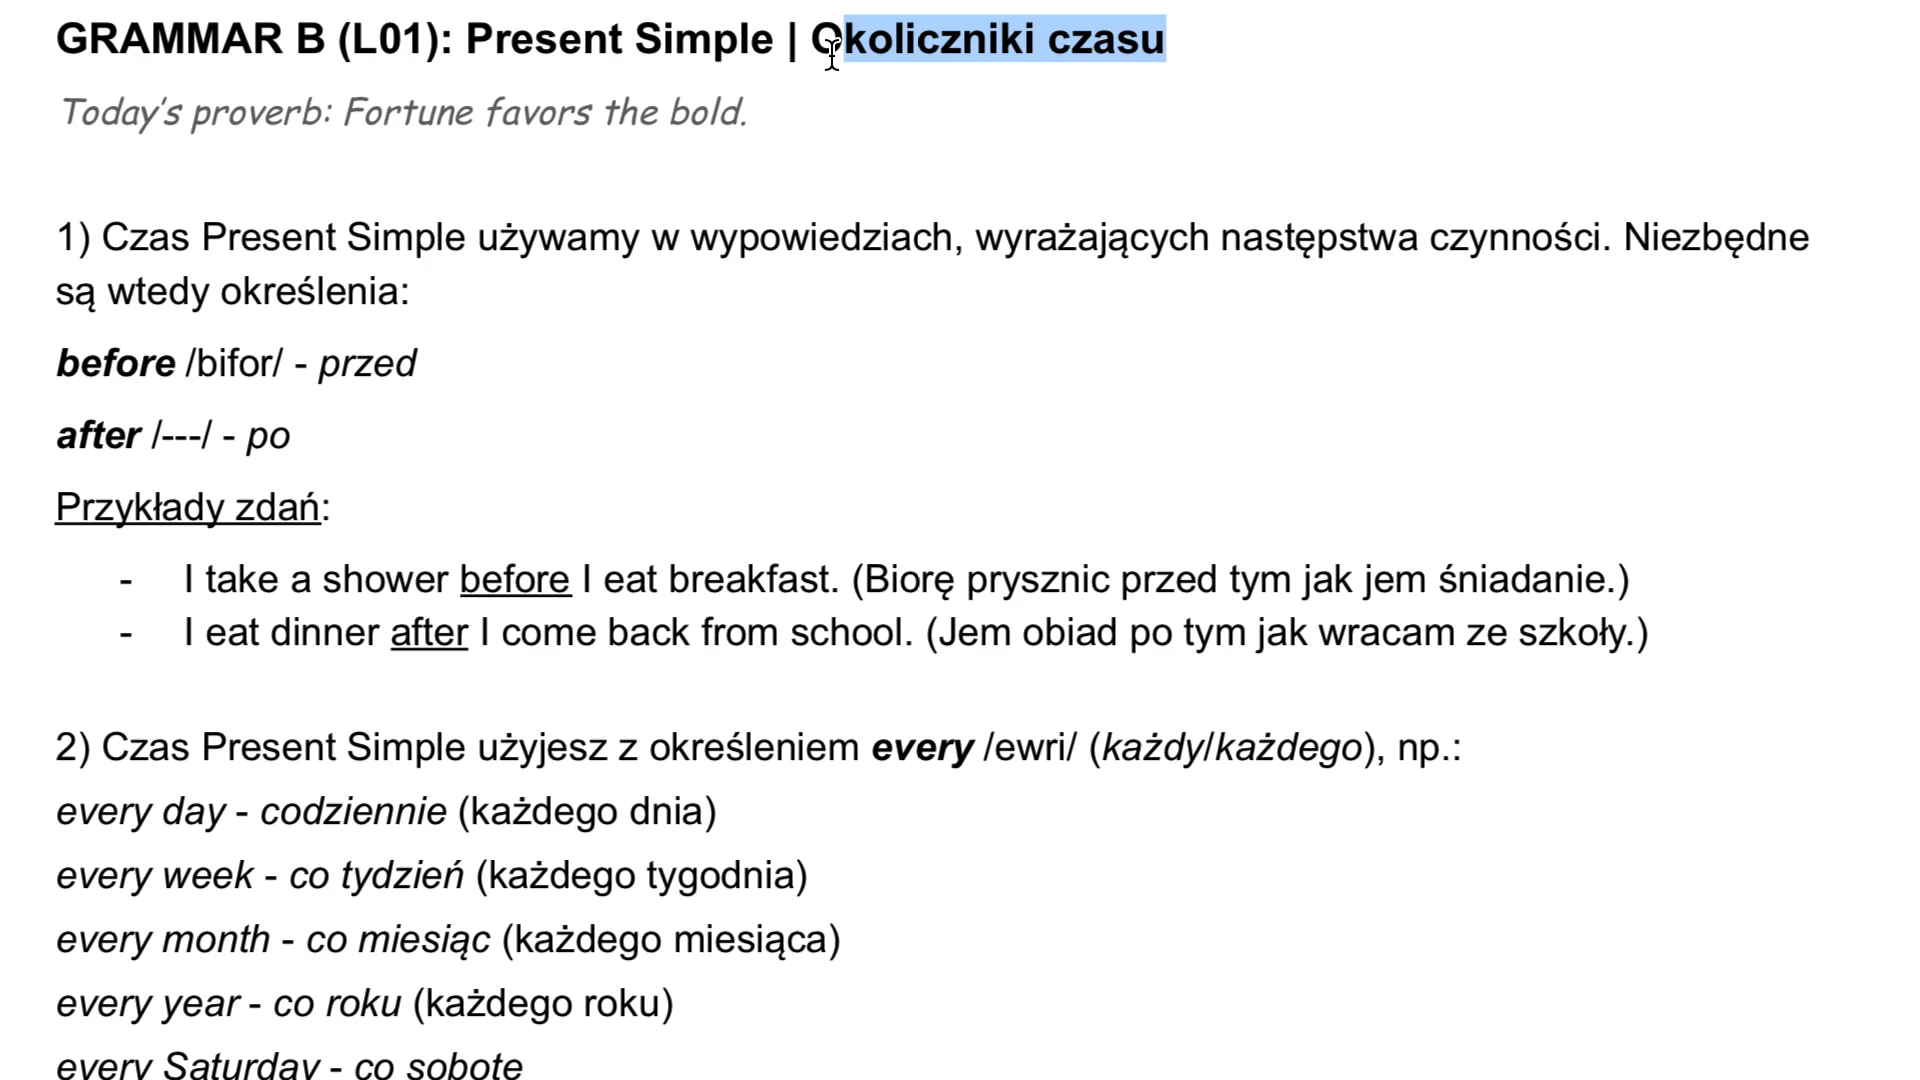 GRAMMAR B (L01): Present Simple | Okoliczniki czasu
Today's proverb: Fortune favors the bold.
1) Czas Present Simple używamy w wypowiedziach, wyrażających następstwa czynności. Niezbędne
są wtedy określenia:
before /bifor/ - przed
after /---/ - po
Przykłady zdań:
- I take a shower before I eat breakfast. (Biorę prysznic przed tym jak jem śniadanie.)
- I eat dinner after I come back from school. (Jem obiad po tym jak wracam ze szkoły.)
2) Czas Present Simple użyjesz z określeniem every /ewri/ (każdy/każdego), np.:
every day - codziennie (każdego dnia)
every week - co tydzień (każdego tygodnia)
every month - co miesiąc (każdego miesiąca)
every year - co roku (każdego roku)
every Saturday - co sobotę